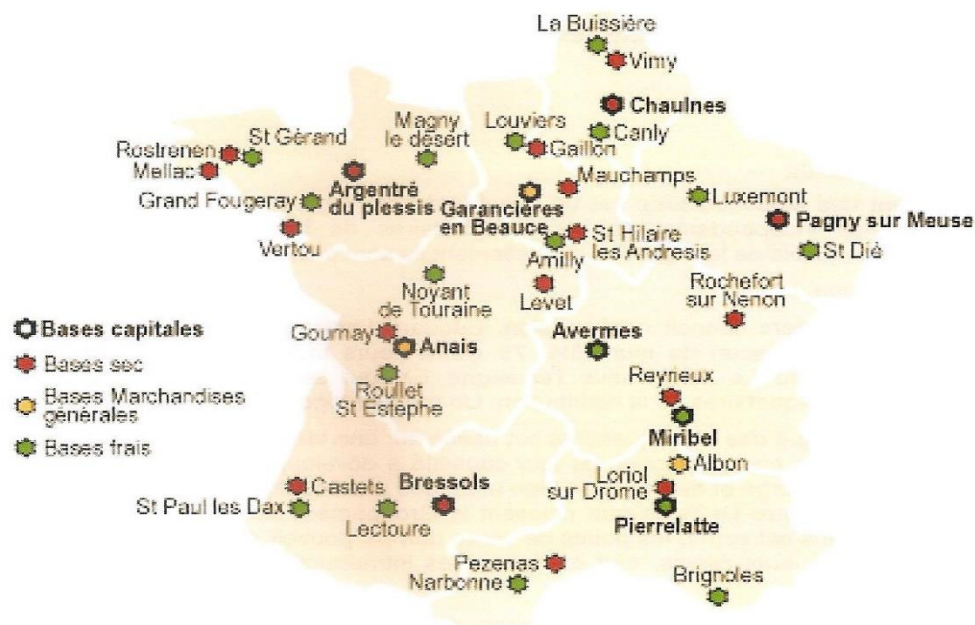 La Buissière
Vimy
Chaulnes
Canly
Magny
le désert
Louviers
Gaillon
St Gérand
Rostrenen
Mellac
Mauchamps
Argentré
du plessis
Garancières
en Beauce
Grand Fougeray
Luxemont
Pagny sur Meuse
Vertou
St Hilaire
les Andresis
Amilly
St Dié
Noyant
de Touraine
Levet
Rochefort
sur Nenon
Bases capitales
Bases sec
Bases Marchandises
générales
Bases frais
Gournay
Anais
Avermes
Roullet
St Estèphe
Reyrieux
Miribel
Albon
Loriol
sur Drome
Pierrelatte
Castets
Bressols
St Paul les Dax
Lectoure
Pezenas
Narbonne
Brignoles